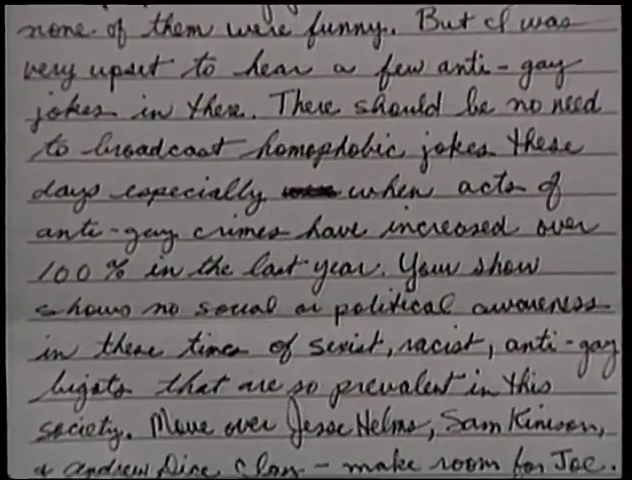 none of them were funny. But I was
very upset to hear a few anti-gay
jokes in there. There should be no need
to broadcast homophobic jokes these
days especially when acts of
anti-gay crimes have increased over
100% in the last year. Your show
shows no social or political awareness
in these times of sexist, racist, anti-gay
bigots that are so prevalent in this
society. Move over Jesse Helms, Sam Kinison,
& Andrew Dice Clay - make room for Joe.